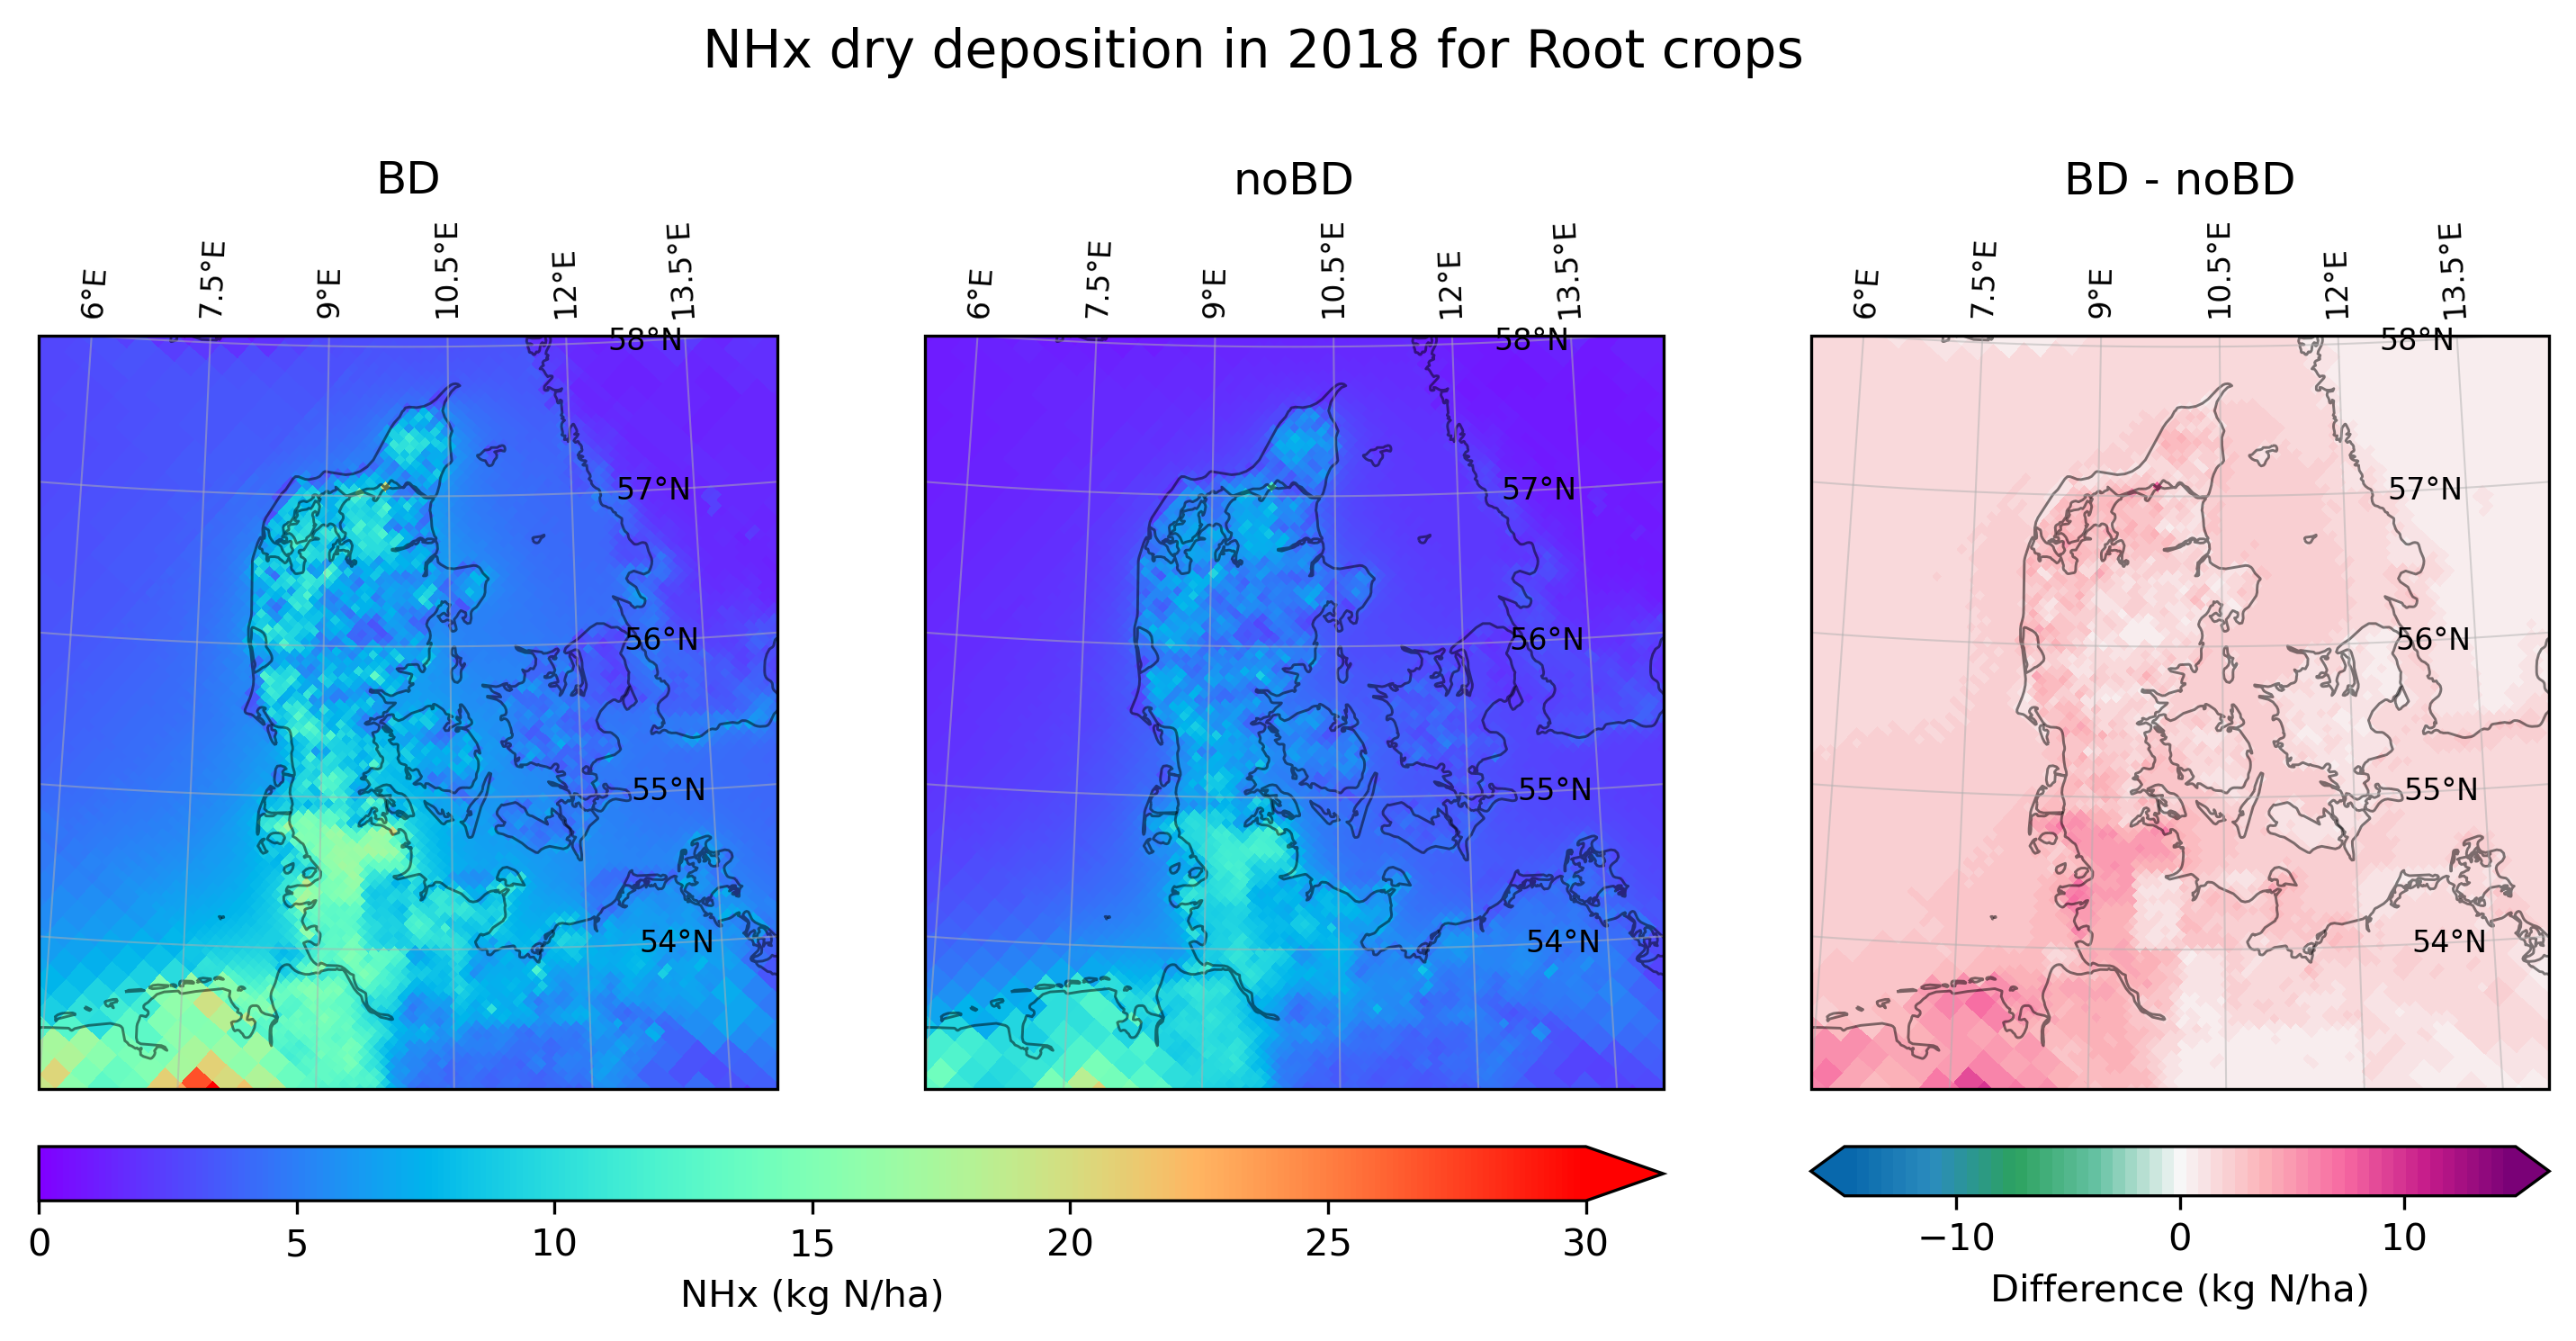 NHx dry deposition in 2018 for Root crops
BD
noBD
BD - noBD
6°E 7.5°E 9°E 10.5°E 12°E 13.5°E
6°E 7.5°E 9°E 10.5°E 12°E 13.5°E
6°E 7.5°E 9°E 10.5°E 12°E 13.5°E
58°N 58°N 58°N
57°N 57°N 57°N
56°N 56°N 56°N
55°N 55°N 55°N
54°N 54°N 54°N
0 5 10 15 20 25 30
NHx (kg N/ha)
−10 0 10
Difference (kg N/ha)